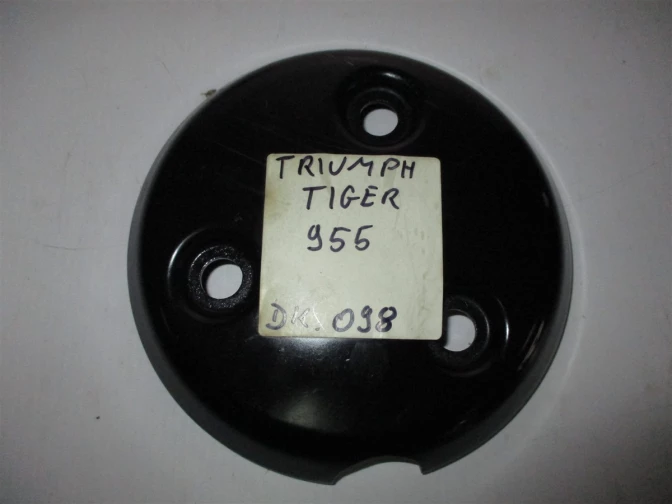 TRIUMPH
TIGER
955
DK. 098